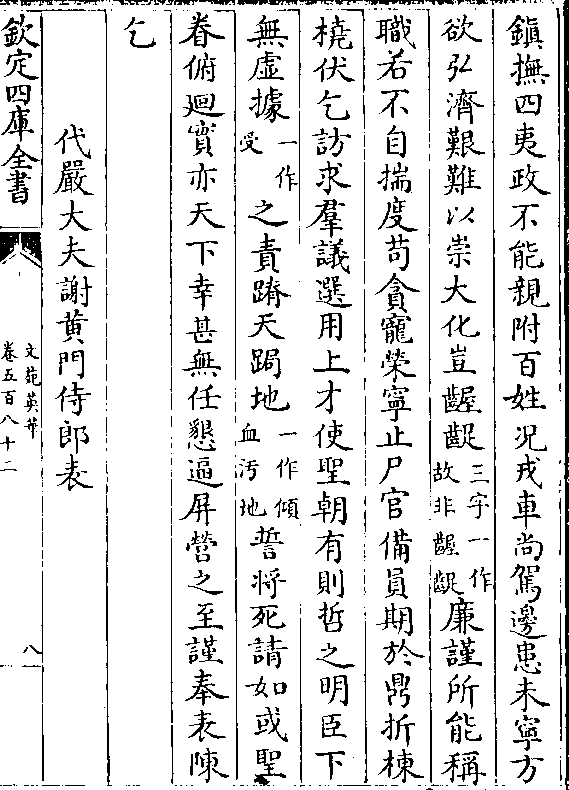 鎮撫四夷政不能親附百姓況戎車尚駕邊患未寧方
欲弘濟艱難以崇大化豈齷齪三字一作故非齷齪廉謹所能稱
職若不自揣度苟貪寵榮寧止尸官備員期於鼎折棟
橈伏乞訪求羣議選用上才使聖朝有則哲之明臣下
無虛據一作受之責蹐天跼地一作傾血汚地誓將死請如或聖
眷俯迴實亦天下幸甚無任懇逼屏營之至謹奉表陳
乞
代嚴大夫謝黄門侍郎表
欽定四庫全書
文苑英華
卷五百八十二
八